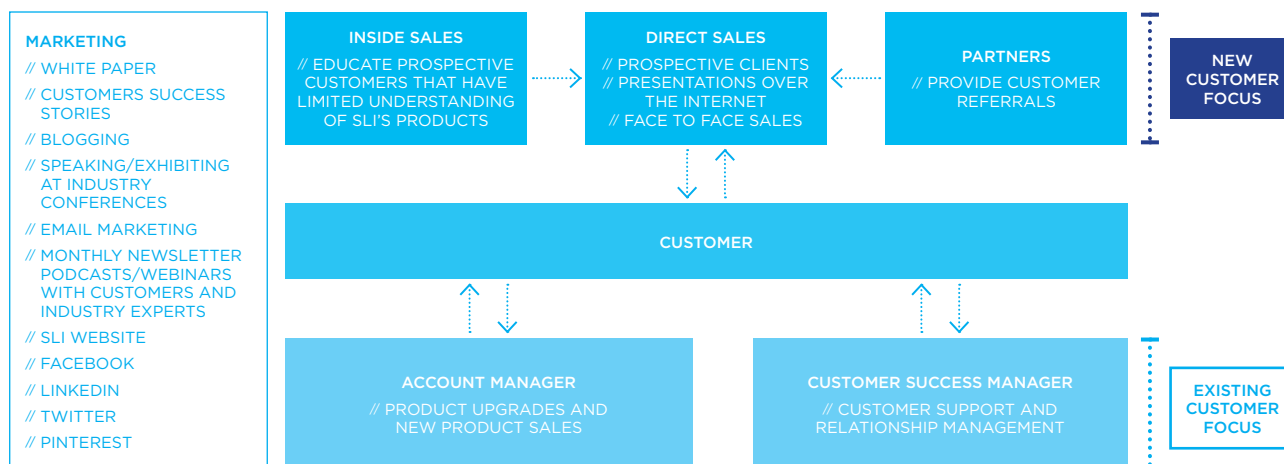 MARKETING
// WHITE PAPER
// CUSTOMERS SUCCESS
STORIES
// BLOGGING
// SPEAKING/EXHIBITING
AT INDUSTRY
CONFERENCES
// EMAIL MARKETING
// MONTHLY NEWSLETTER
PODCASTS/WEBINARS
WITH CUSTOMERS AND
INDUSTRY EXPERTS
// SLI WEBSITE
// FACEBOOK
// LINKEDIN
// TWITTER
// PINTEREST
INSIDE SALES
// EDUCATE PROSPECTIVE
CUSTOMERS THAT HAVE
LIMITED UNDERSTANDING
OF SLI'S PRODUCTS
DIRECT SALES
// PROSPECTIVE CLIENTS
// PRESENTATIONS OVER
THE INTERNET
// FACE TO FACE SALES
PARTNERS
// PROVIDE CUSTOMER
REFERRALS
NEW
CUSTOMER
FOCUS
CUSTOMER
ACCOUNT MANAGER
// PRODUCT UPGRADES AND
NEW PRODUCT SALES
CUSTOMER SUCCESS MANAGER
// CUSTOMER SUPPORT AND
RELATIONSHIP MANAGEMENT
EXISTING
CUSTOMER
FOCUS